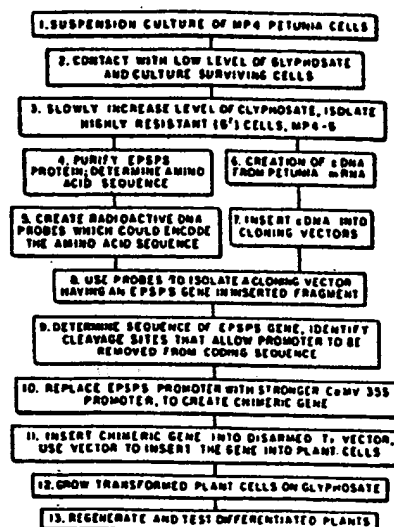 1. SUSPENSION CULTURE OF MP4 PETUNIA CELLS
2. CONTACT WITH LOW LEVEL OF GLYPHOSATE
AND CULTURE SURVIVING CELLS
3. SLOWLY INCREASE LEVEL OF GLYPHOSATE, ISOLATE
HIGHLY RESISTANT (Gʳ) CELLS, MP4-G
4. PURIFY EPSPS
PROTEIN; DETERMINE AMINO
ACID SEQUENCE
5. CREATE RADIOACTIVE DNA
PROBES WHICH COULD ENCODE
THE AMINO ACID SEQUENCE
6. CREATION OF cDNA
FROM PETUNIA mRNA
7. INSERT cDNA INTO
CLONING VECTORS
8. USE PROBES TO ISOLATE A CLONING VECTOR
HAVING AN EPSPS GENE IN INSERTED FRAGMENT
9. DETERMINE SEQUENCE OF EPSPS GENE, IDENTIFY
CLEAVAGE SITES THAT ALLOW PROMOTER TO BE
REMOVED FROM CODING SEQUENCE
10. REPLACE EPSPS PROMOTER WITH STRONGER CaMV 35S
PROMOTER, TO CREATE CHIMERIC GENE
11. INSERT CHIMERIC GENE INTO DISARMED Ti VECTOR,
USE VECTOR TO INSERT THE GENE INTO PLANT CELLS
12. GROW TRANSFORMED PLANT CELLS ON GLYPHOSATE
13. REGENERATE AND TEST DIFFERENTIATED PLANTS